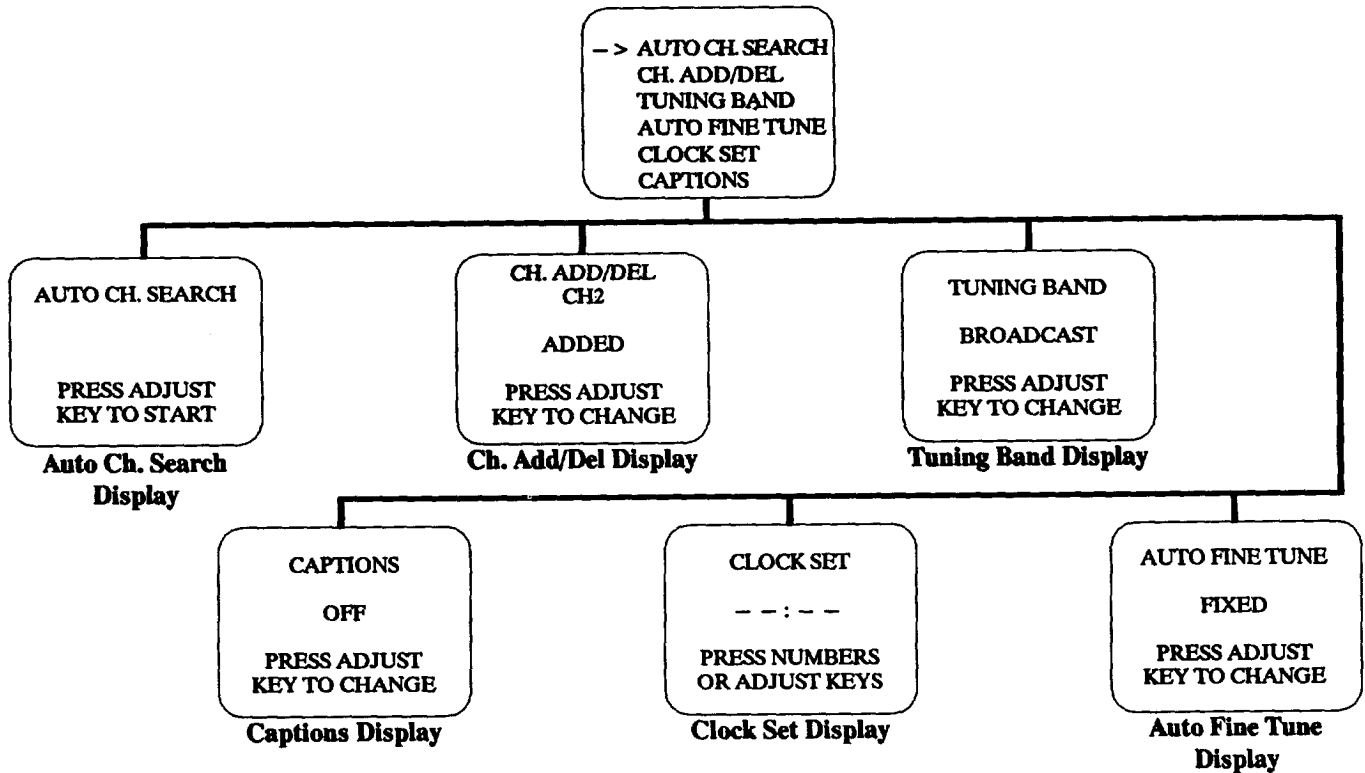 – > AUTO CH. SEARCH
CH. ADD/DEL
TUNING BAND
AUTO FINE TUNE
CLOCK SET
CAPTIONS
AUTO CH. SEARCH
PRESS ADJUST
KEY TO START
Auto Ch. Search
Display
CH. ADD/DEL
CH2
ADDED
PRESS ADJUST
KEY TO CHANGE
Ch. Add/Del Display
TUNING BAND
BROADCAST
PRESS ADJUST
KEY TO CHANGE
Tuning Band Display
CAPTIONS
OFF
PRESS ADJUST
KEY TO CHANGE
Captions Display
CLOCK SET
– – : – –
PRESS NUMBERS
OR ADJUST KEYS
Clock Set Display
AUTO FINE TUNE
FIXED
PRESS ADJUST
KEY TO CHANGE
Auto Fine Tune
Display